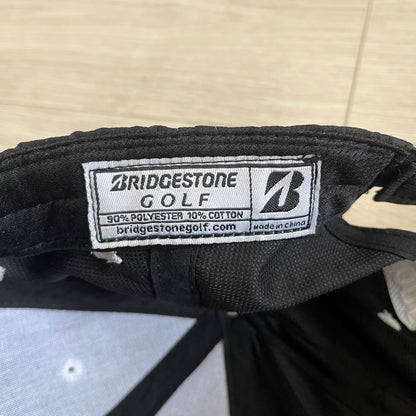 BRIDGESTONE
GOLF
90% POLYESTER 10% COTTON
bridgestonegolf.com
B
Made in China